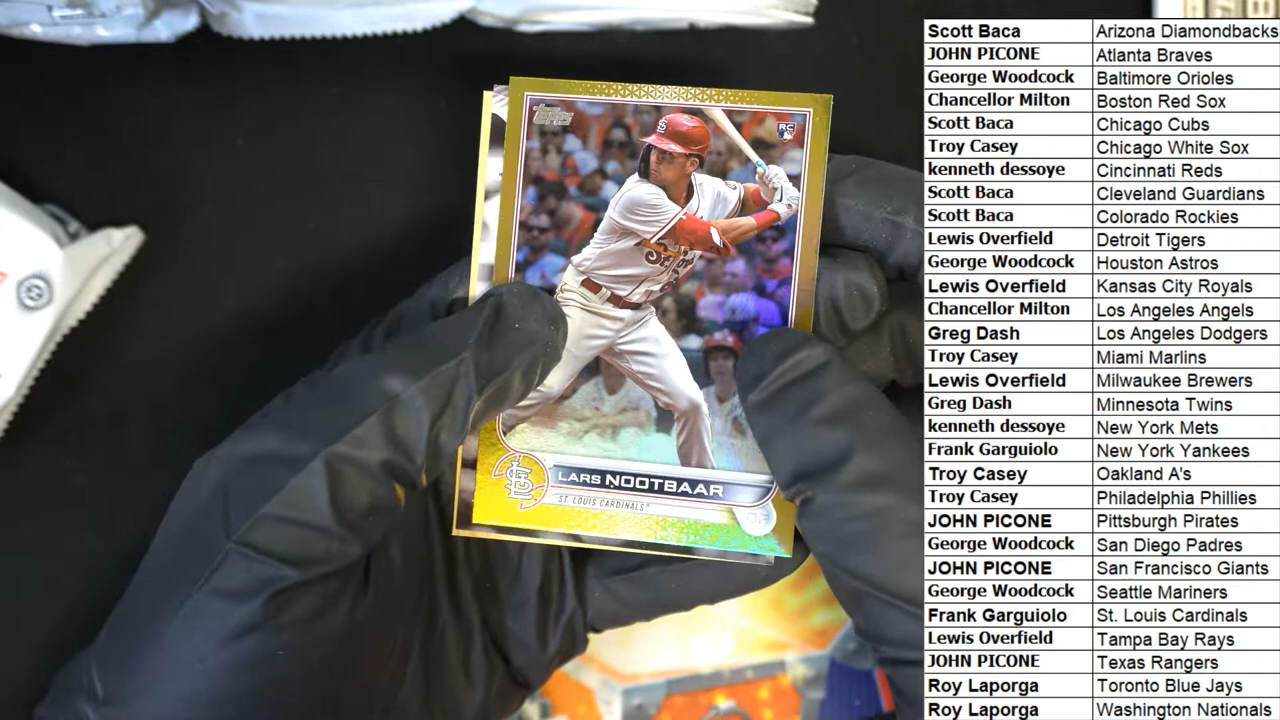 Topps
RC
LARS NOOTBAAR
ST. LOUIS CARDINALS®
OF
Scott Baca Arizona Diamondbacks
JOHN PICONE Atlanta Braves
George Woodcock Baltimore Orioles
Chancellor Milton Boston Red Sox
Scott Baca Chicago Cubs
Troy Casey Chicago White Sox
kenneth dessoye Cincinnati Reds
Scott Baca Cleveland Guardians
Scott Baca Colorado Rockies
Lewis Overfield Detroit Tigers
George Woodcock Houston Astros
Lewis Overfield Kansas City Royals
Chancellor Milton Los Angeles Angels
Greg Dash Los Angeles Dodgers
Troy Casey Miami Marlins
Lewis Overfield Milwaukee Brewers
Greg Dash Minnesota Twins
kenneth dessoye New York Mets
Frank Garguiolo New York Yankees
Troy Casey Oakland A's
Troy Casey Philadelphia Phillies
JOHN PICONE Pittsburgh Pirates
George Woodcock San Diego Padres
JOHN PICONE San Francisco Giants
George Woodcock Seattle Mariners
Frank Garguiolo St. Louis Cardinals
Lewis Overfield Tampa Bay Rays
JOHN PICONE Texas Rangers
Roy Laporga Toronto Blue Jays
Roy Laporga Washington Nationals